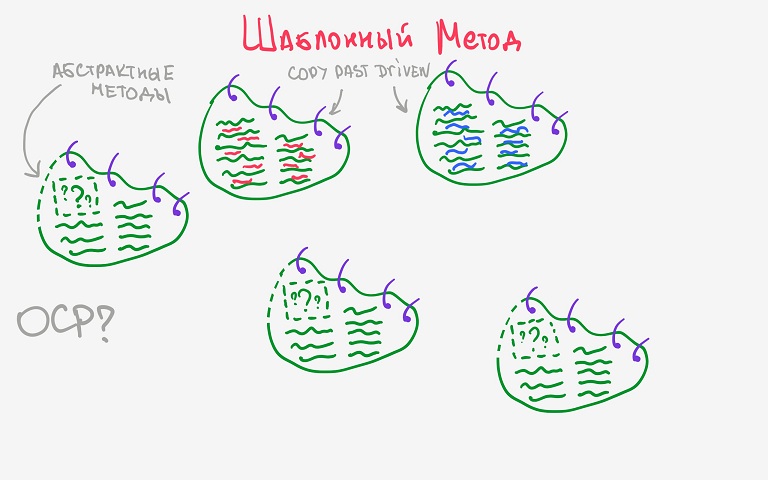 ШАБЛОННЫЙ МЕТОД
АБСТРАКТНЫЕ
МЕТОДЫ
COPY PAST DRIVEN
???
OCP?
???
???